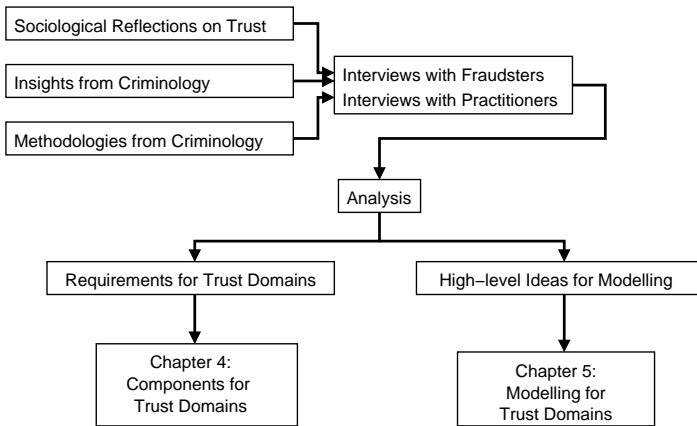 Sociological Reflections on Trust
Insights from Criminology
Methodologies from Criminology
Interviews with Fraudsters
Interviews with Practitioners
Analysis
Requirements for Trust Domains
High−level Ideas for Modelling
Chapter 4:
Components for
Trust Domains
Chapter 5:
Modelling for
Trust Domains